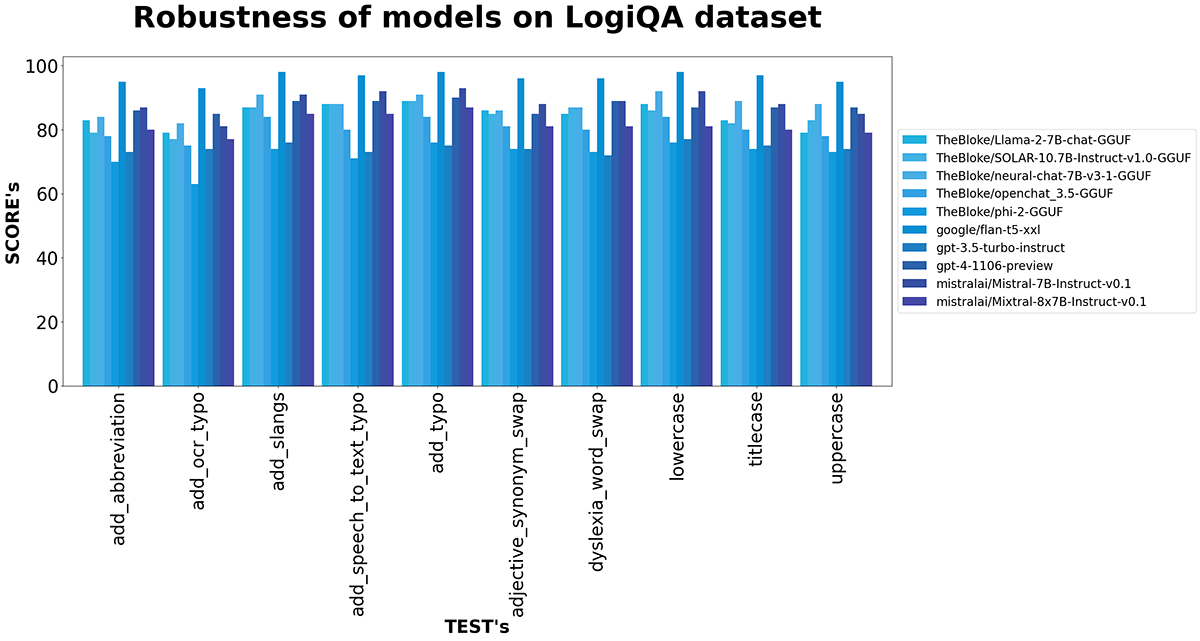 Robustness of models on LogiQA dataset
100
80
60
40
20
0
SCORE's
add_abbreviation
add_ocr_typo
add_slangs
add_speech_to_text_typo
add_typo
adjective_synonym_swap
dyslexia_word_swap
lowercase
titlecase
uppercase
TEST's
TheBloke/Llama-2-7B-chat-GGUF
TheBloke/SOLAR-10.7B-Instruct-v1.0-GGUF
TheBloke/neural-chat-7B-v3-1-GGUF
TheBloke/openchat_3.5-GGUF
TheBloke/phi-2-GGUF
google/flan-t5-xxl
gpt-3.5-turbo-instruct
gpt-4-1106-preview
mistralai/Mistral-7B-Instruct-v0.1
mistralai/Mixtral-8x7B-Instruct-v0.1